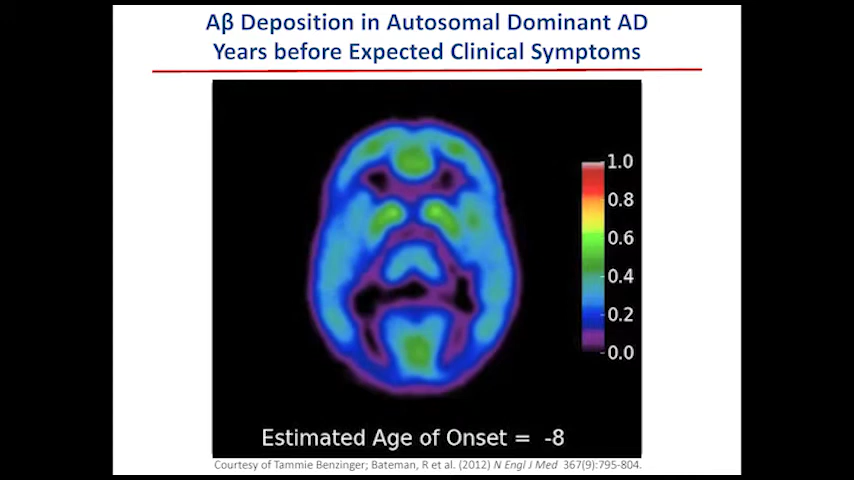 Aβ Deposition in Autosomal Dominant AD
Years before Expected Clinical Symptoms
1.0
0.8
0.6
0.4
0.2
0.0
Estimated Age of Onset = -8
Courtesy of Tammie Benzinger; Bateman, R et al. (2012) N Engl J Med 367(9):795-804.